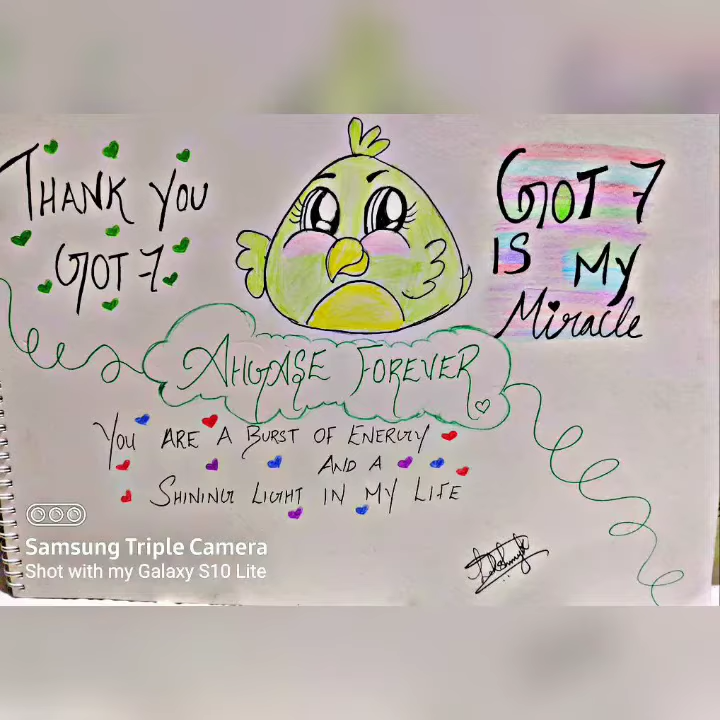 THANK YOU
GOT 7
GOT 7
IS MY
Miracle
AHGASE FOREVER
YOU ARE A BURST OF ENERGY
AND A
SHINING LIGHT IN MY LIFE
Samsung Triple Camera
Shot with my Galaxy S10 Lite